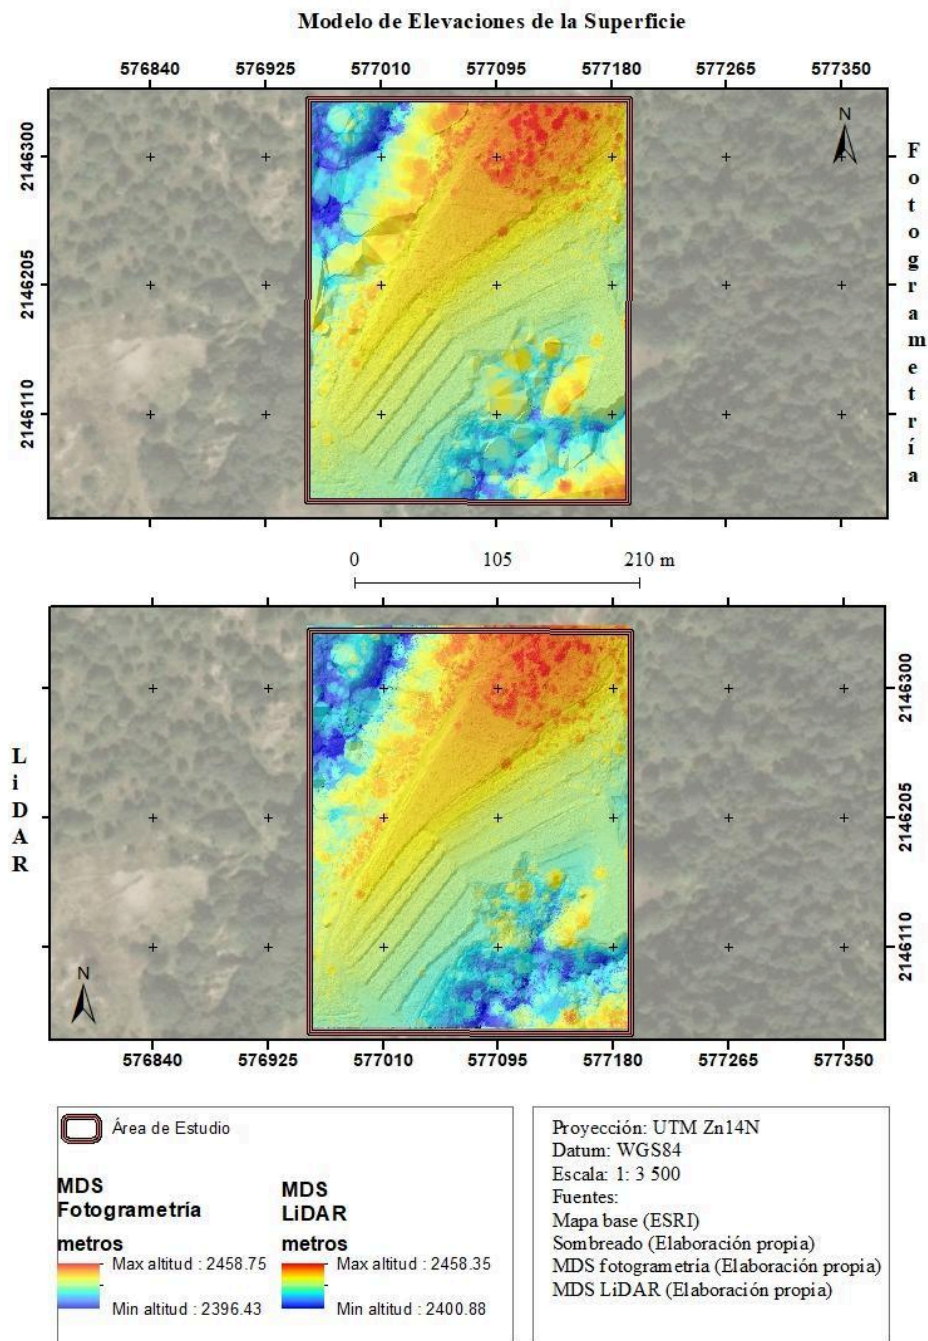 Modelo de Elevaciones de la Superficie
576840 576925 577010 577095 577180 577265 577350
N
2146300
2146205
2146110
Fotogrametría
0 105 210 m
LiDAR
2146300
2146205
2146110
N
576840 576925 577010 577095 577180 577265 577350
Área de Estudio
MDS
Fotogrametría
metros
Max altitud : 2458.75
Min altitud : 2396.43
MDS
LiDAR
metros
Max altitud : 2458.35
Min altitud : 2400.88
Proyección: UTM Zn14N
Datum: WGS84
Escala: 1: 3 500
Fuentes:
Mapa base (ESRI)
Sombreado (Elaboración propia)
MDS fotogrametria (Elaboración propia)
MDS LiDAR (Elaboración propia)